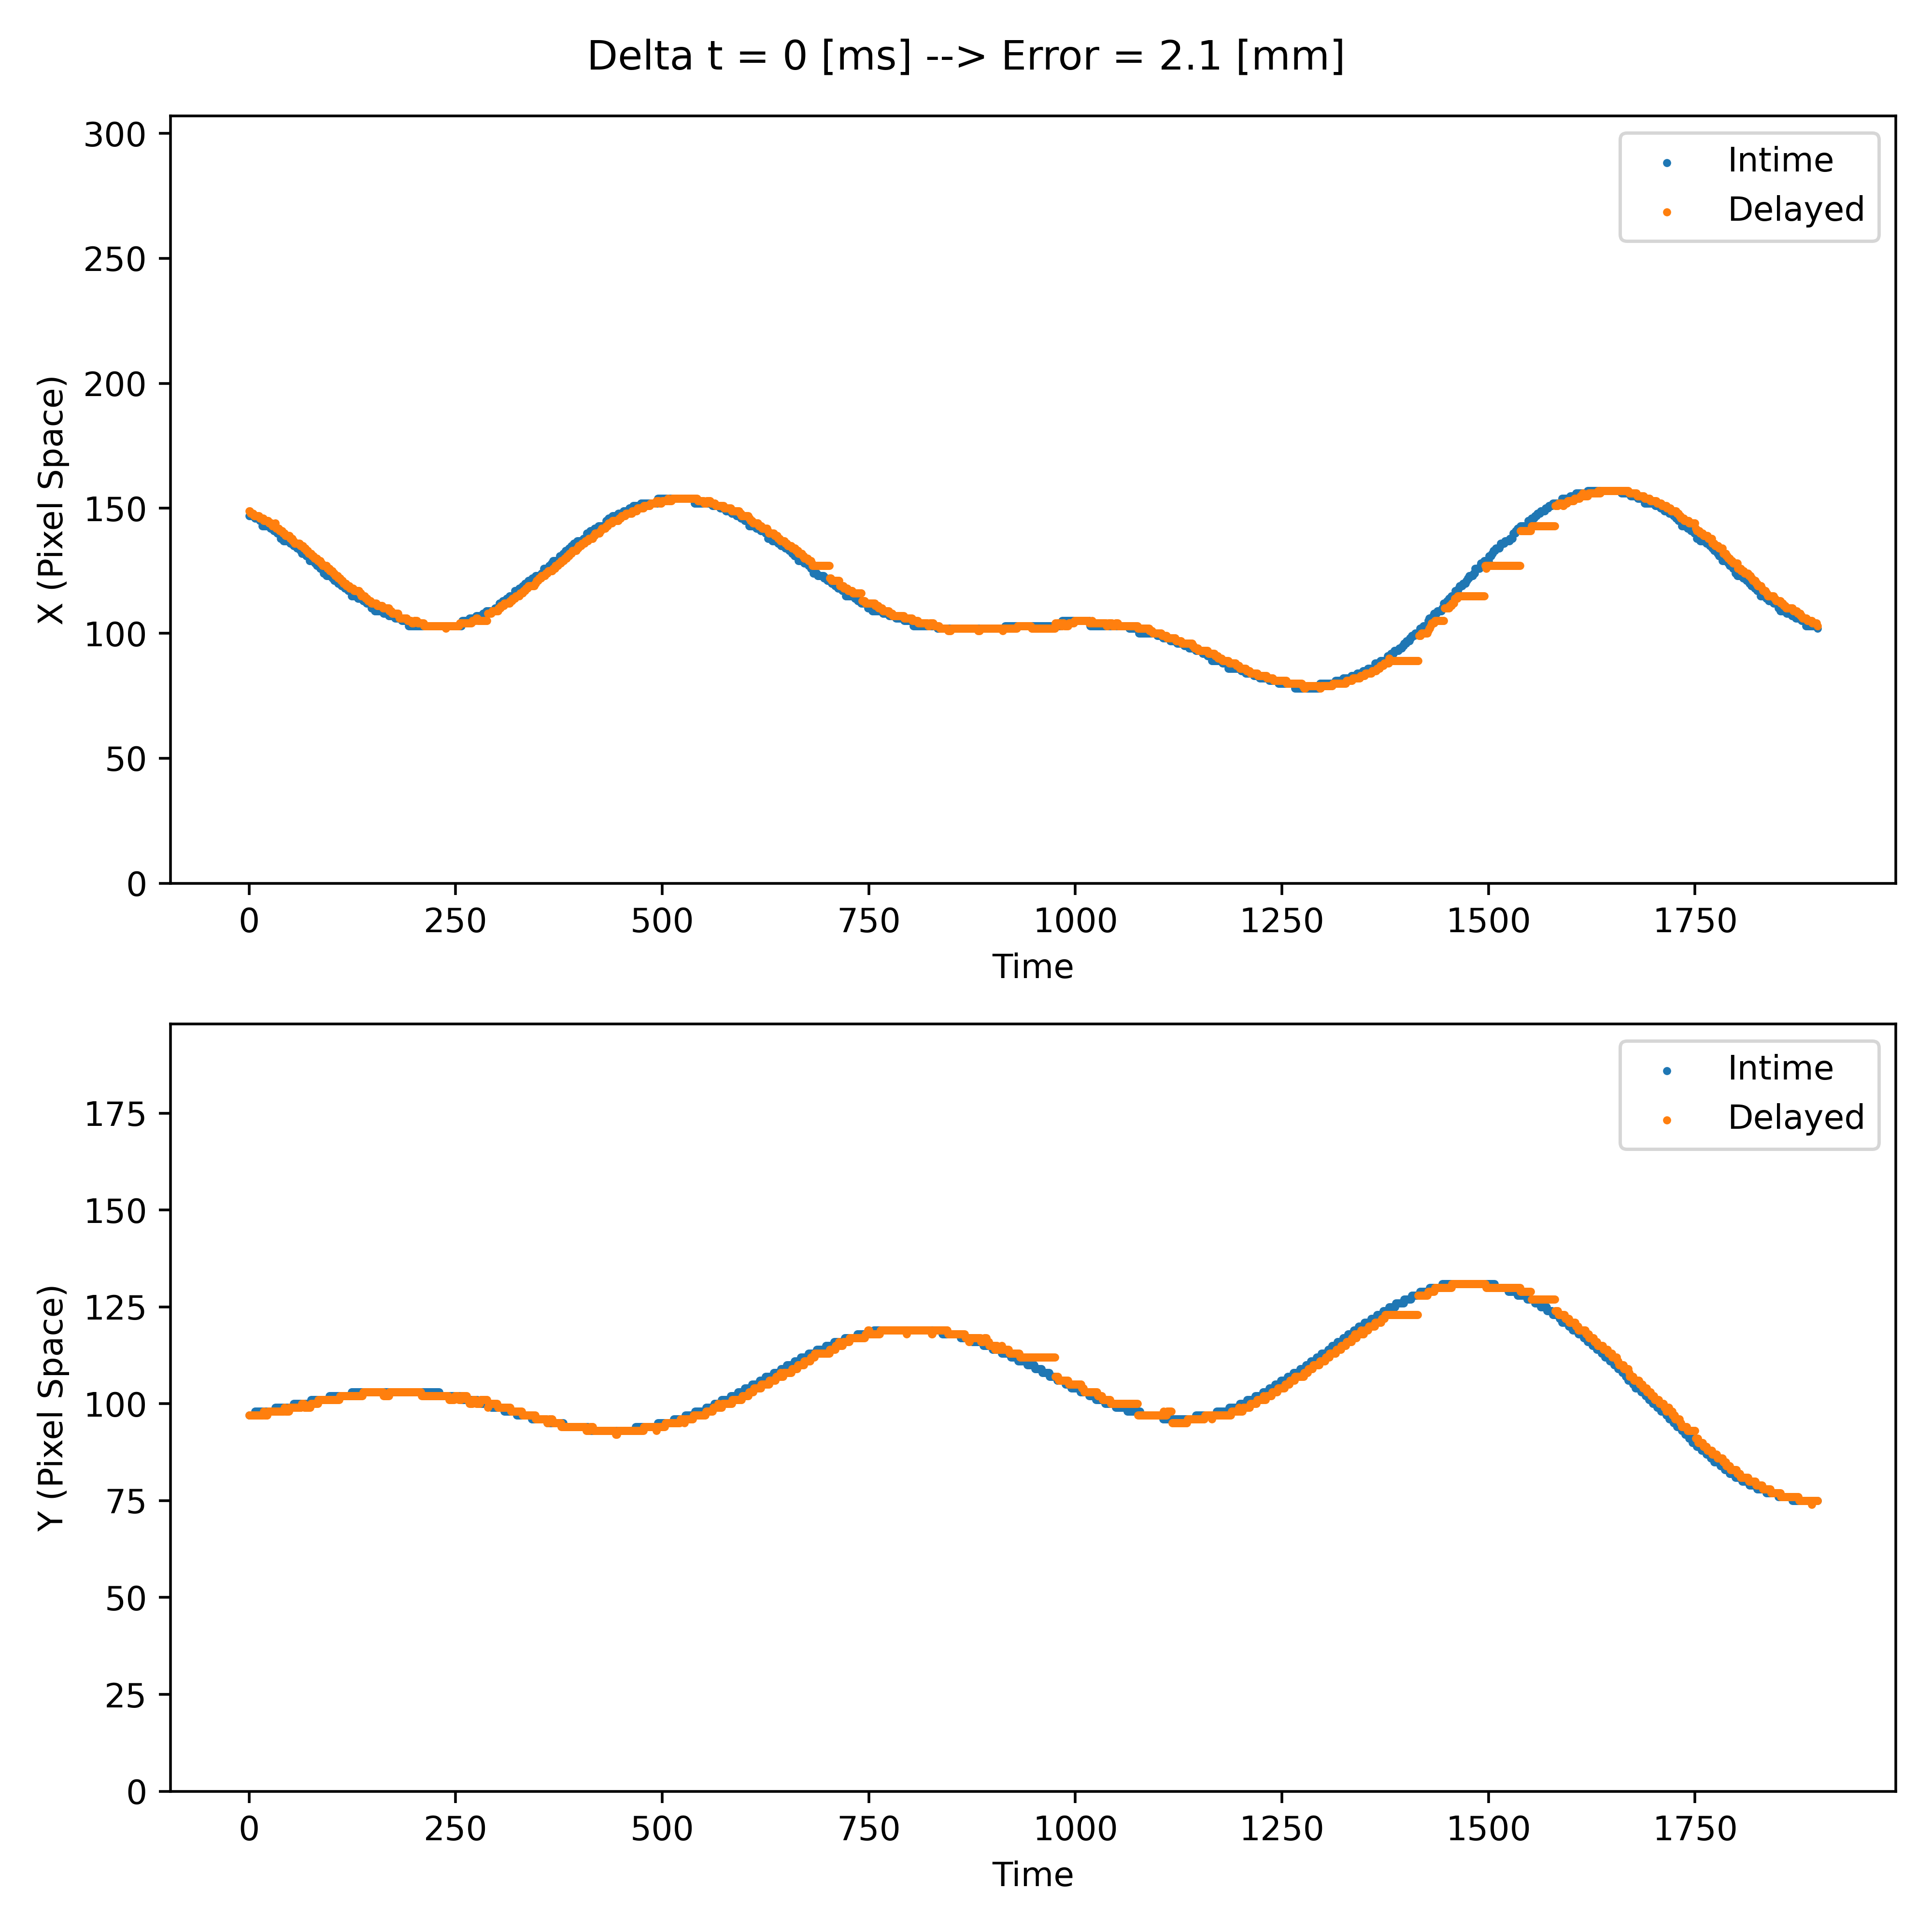 Delta t = 0 [ms] --> Error = 2.1 [mm]
300
250
200
150
100
50
0
X (Pixel Space)
Intime
Delayed
0 250 500 750 1000 1250 1500 1750
Time
175
150
125
100
75
50
25
0
Y (Pixel Space)
Intime
Delayed
0 250 500 750 1000 1250 1500 1750
Time